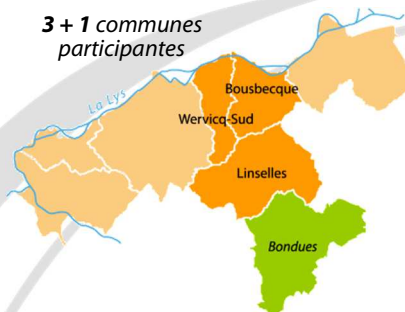 3 + 1 communes
participantes
La Lys
Bousbecque
Wervicq-Sud
Linselles
Bondues